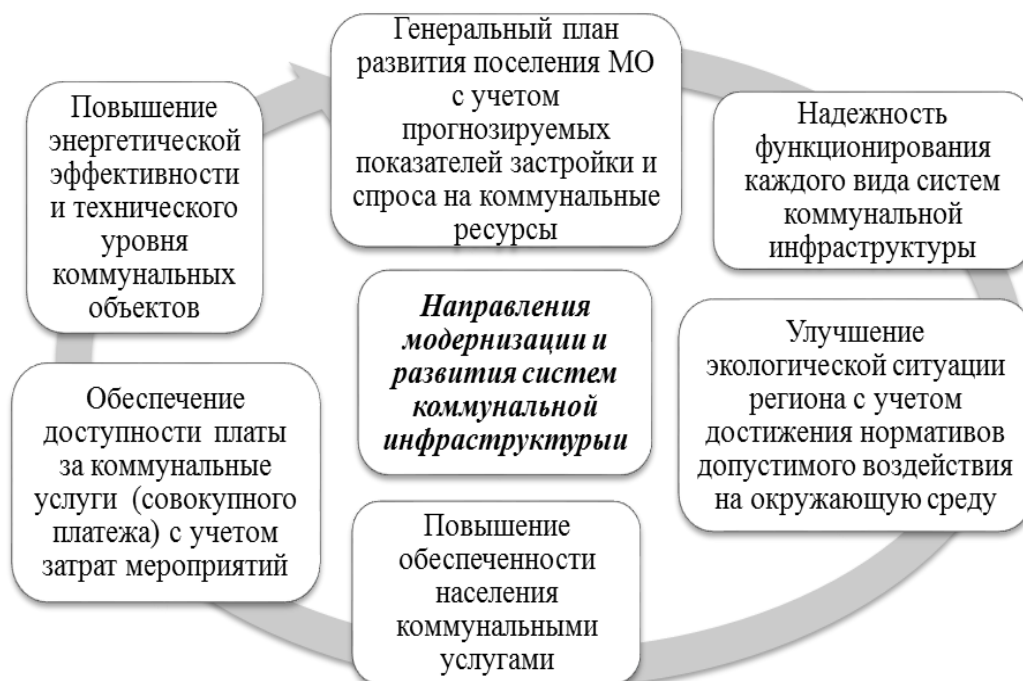 Генеральный план
развития поселения МО
с учетом
прогнозируемых
показателей застройки и
спроса на коммунальные
ресурсы
Надежность
функционирования
каждого вида систем
коммунальной
инфраструктуры
Улучшение
экологической ситуации
региона с учетом
достижения нормативов
допустимого воздействия
на окружающую среду
Повышение
обеспеченности
населения
коммунальными
услугами
Обеспечение
доступности платы
за коммунальные
услуги (совокупного
платежа) с учетом
затрат мероприятий
Повышение
энергетической
эффективности
и технического
уровня
коммунальных
объектов
Направления
модернизации и
развития систем
коммунальной
инфраструктурыи